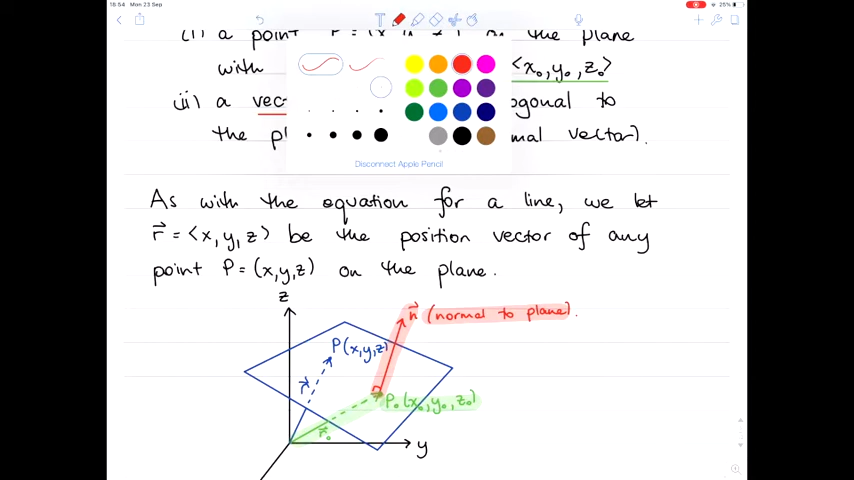 18:54 Mon 23 Sep
25%
(i) a point P = on the plane
with <x₀, y₀, z₀>
(ii) a vec ogonal to
the pl mal vector).
Disconnect Apple Pencil
As with the equation for a line, we let
r⃗ = <x, y, z> be the position vector of any
point P = (x,y,z) on the plane.
z
n⃗ (normal to plane).
P(x,y,z)
r⃗
P₀(x₀, y₀, z₀)
r⃗₀
y